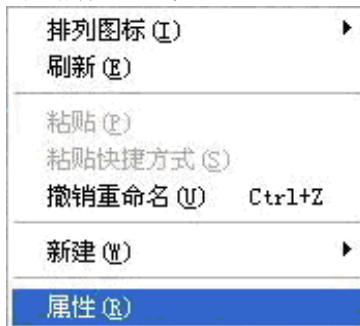 排列图标(I)
刷新(E)
粘贴(P)
粘贴快捷方式(S)
撤销重命名(U) Ctrl+Z
新建(W)
属性(R)